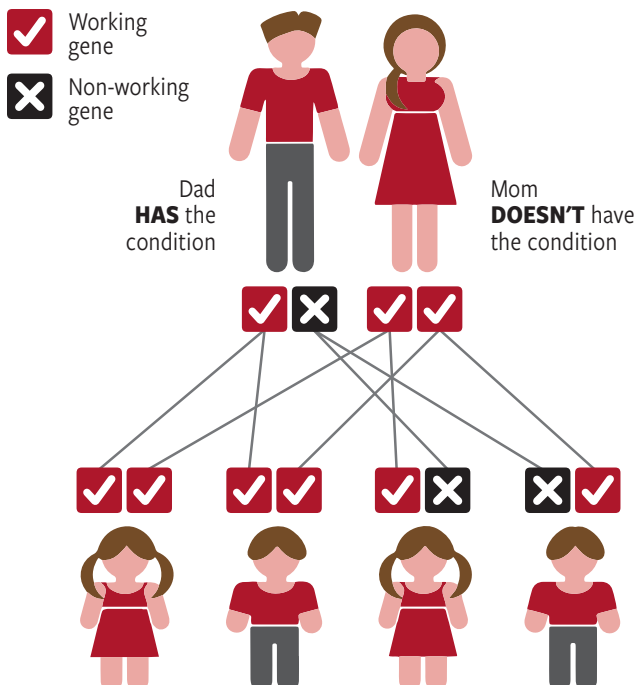 Working
gene
Non-working
gene
Dad
HAS the
condition
Mom
DOESN'T have
the condition